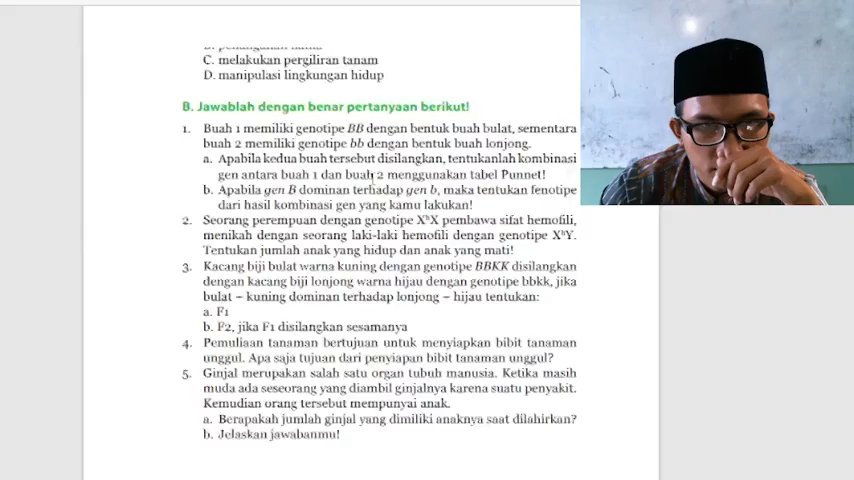 C. melakukan pergiliran tanam
D. manipulasi lingkungan hidup
B. Jawablah dengan benar pertanyaan berikut!
1. Buah 1 memiliki genotipe BB dengan bentuk buah bulat, sementara
buah 2 memiliki genotipe bb dengan bentuk buah lonjong.
a. Apabila kedua buah tersebut disilangkan, tentukanlah kombinasi
gen antara buah 1 dan buah 2 menggunakan tabel Punnet!
b. Apabila gen B dominan terhadap gen b, maka tentukan fenotipe
dari hasil kombinasi gen yang kamu lakukan!
2. Seorang perempuan dengan genotipe XʰX pembawa sifat hemofili,
menikah dengan seorang laki-laki hemofili dengan genotipe XʰY.
Tentukan jumlah anak yang hidup dan anak yang mati!
3. Kacang biji bulat warna kuning dengan genotipe BBKK disilangkan
dengan kacang biji lonjong warna hijau dengan genotipe bbkk, jika
bulat – kuning dominan terhadap lonjong – hijau tentukan:
a. F1
b. F2, jika F1 disilangkan sesamanya
4. Pemuliaan tanaman bertujuan untuk menyiapkan bibit tanaman
unggul. Apa saja tujuan dari penyiapan bibit tanaman unggul?
5. Ginjal merupakan salah satu organ tubuh manusia. Ketika masih
muda ada seseorang yang diambil ginjalnya karena suatu penyakit.
Kemudian orang tersebut mempunyai anak.
a. Berapakah jumlah ginjal yang dimiliki anaknya saat dilahirkan?
b. Jelaskan jawabanmu!